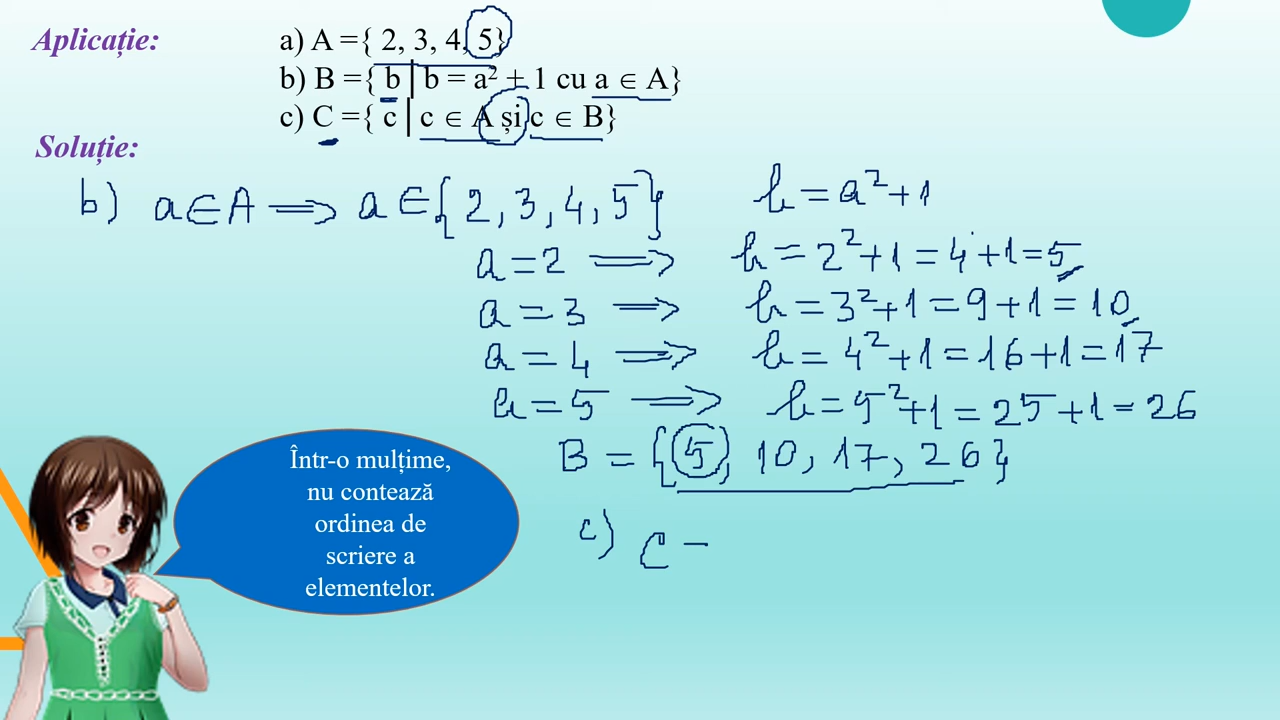 Aplicație: a) A ={ 2, 3, 4, 5}
b) B ={ b | b = a² + 1 cu a ∈ A}
c) C ={ c | c ∈ A și c ∈ B}
Soluție:
b) a∈A ⟹ a∈{2, 3, 4, 5} b=a²+1
a=2 ⟹ b=2²+1=4+1=5
a=3 ⟹ b=3²+1=9+1=10
a=4 ⟹ b=4²+1=16+1=17
a=5 ⟹ b=5²+1=25+1=26
B={5, 10, 17, 26}
c) C –
Într-o mulțime,
nu contează
ordinea de
scriere a
elementelor.